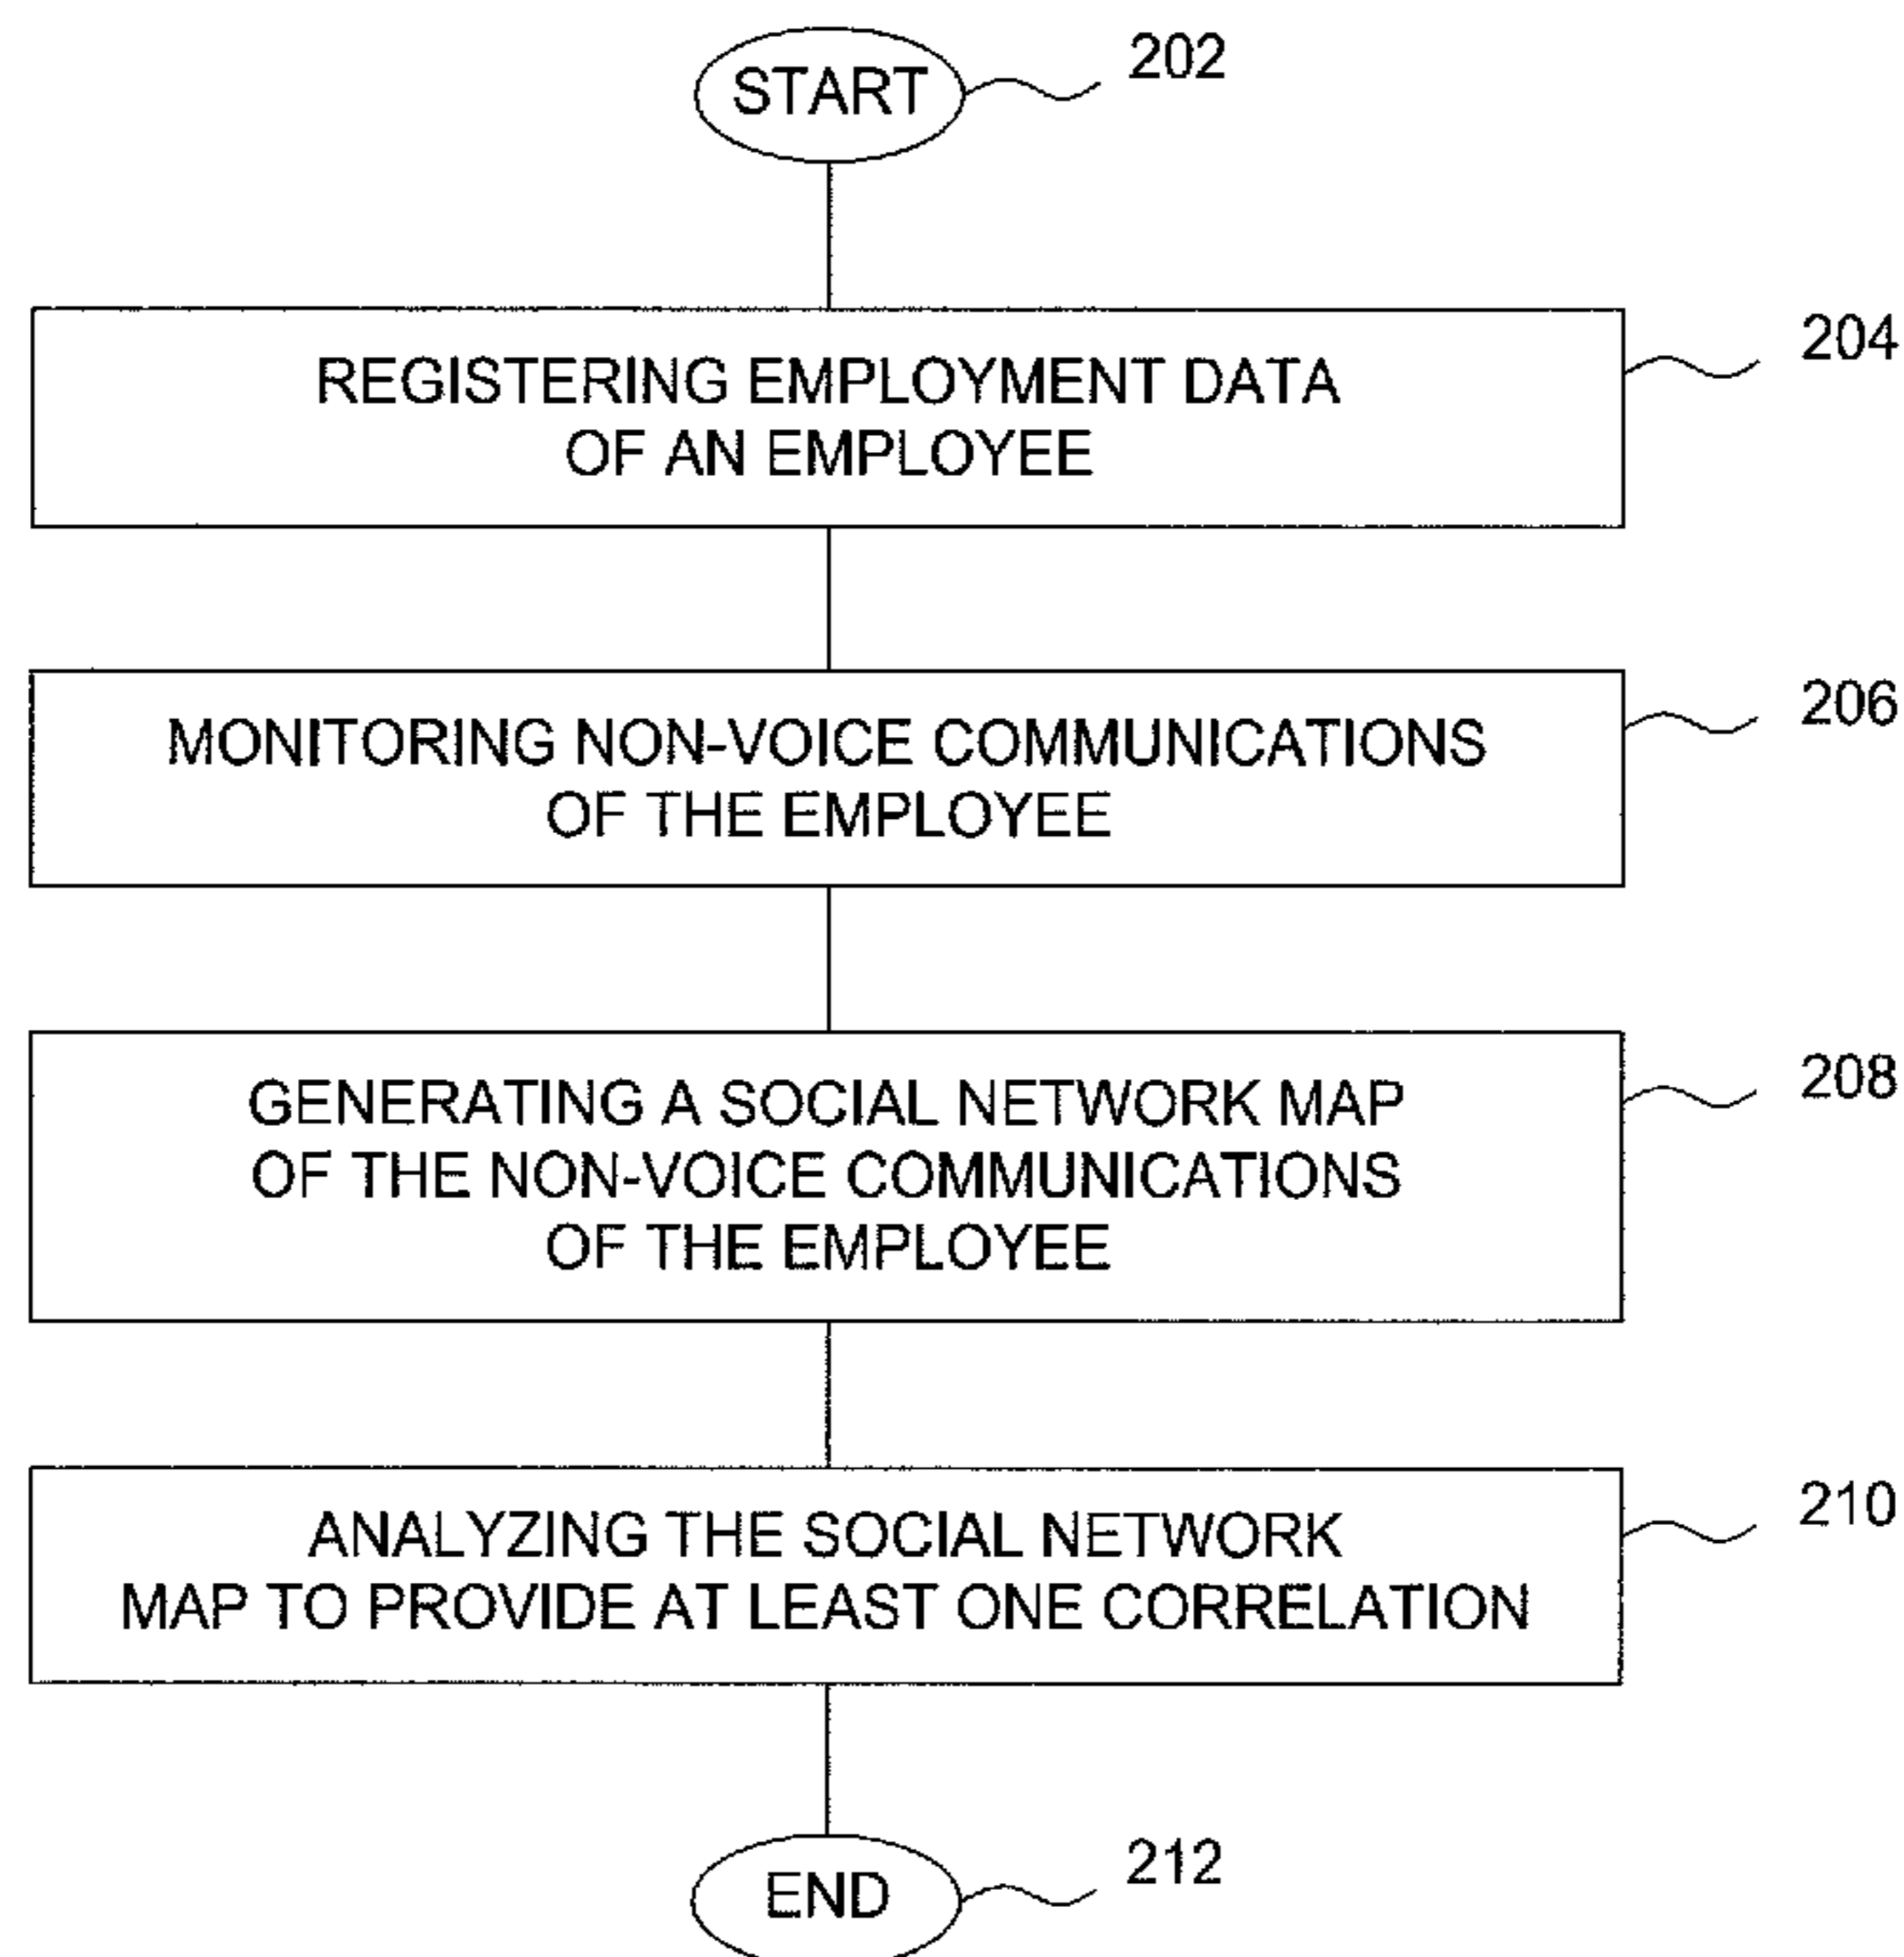 START
202
REGISTERING EMPLOYMENT DATA
OF AN EMPLOYEE
204
MONITORING NON-VOICE COMMUNICATIONS
OF THE EMPLOYEE
206
GENERATING A SOCIAL NETWORK MAP
OF THE NON-VOICE COMMUNICATIONS
OF THE EMPLOYEE
208
ANALYZING THE SOCIAL NETWORK
MAP TO PROVIDE AT LEAST ONE CORRELATION
210
END
212